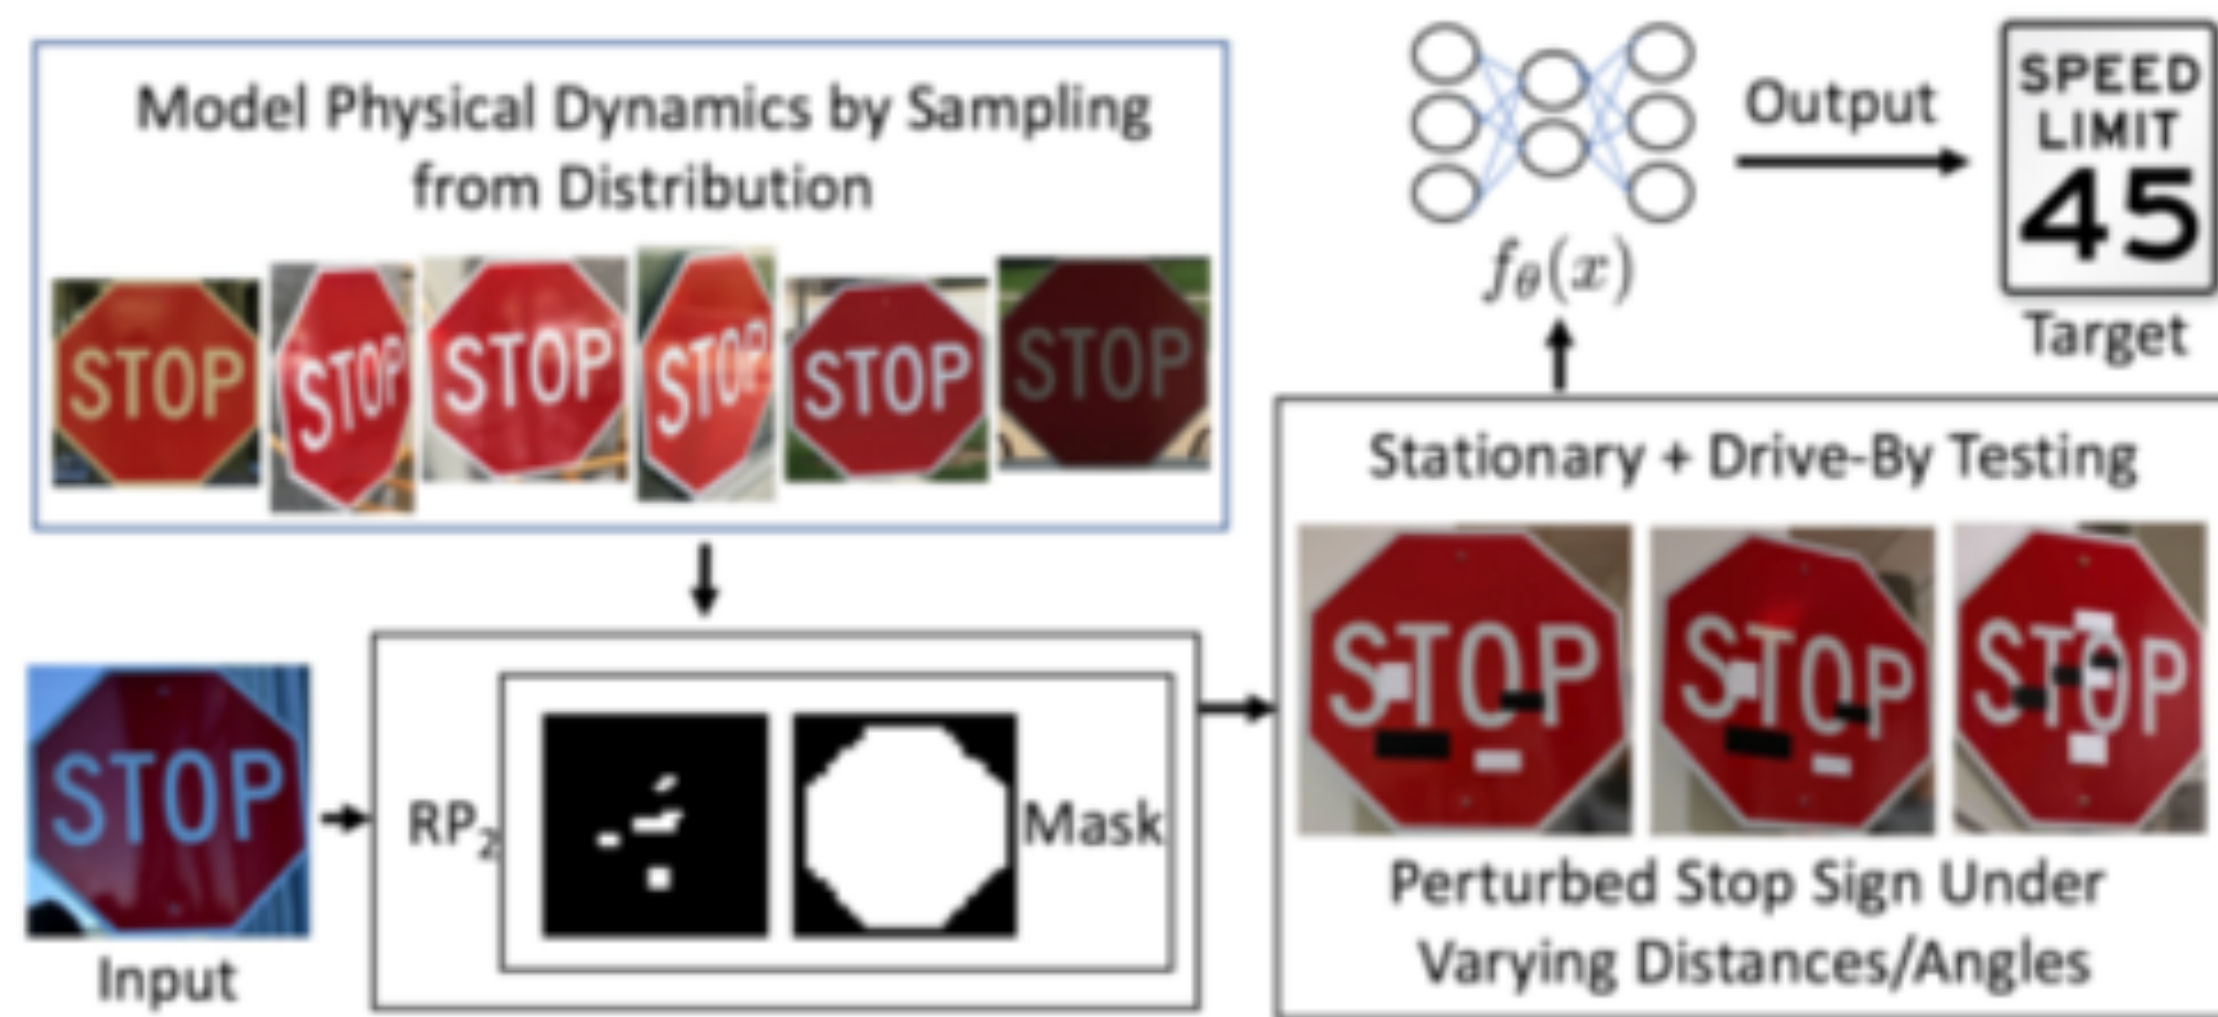 Model Physical Dynamics by Sampling
from Distribution
STOP
STOP
STOP
STOP
STOP
STOP
Output
SPEED
LIMIT
45
Target
fθ(x)
Stationary + Drive-By Testing
STOP
STOP
STOP
Perturbed Stop Sign Under
Varying Distances/Angles
STOP
Input
RP₂
Mask